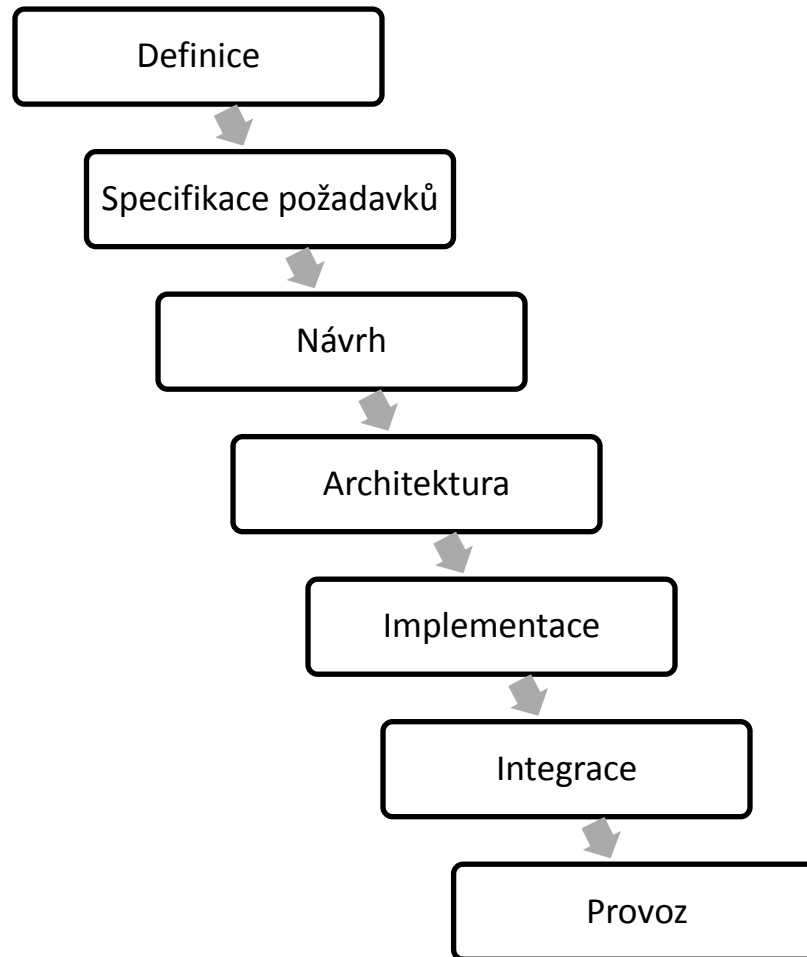 Definice
Specifikace požadavků
Návrh
Architektura
Implementace
Integrace
Provoz